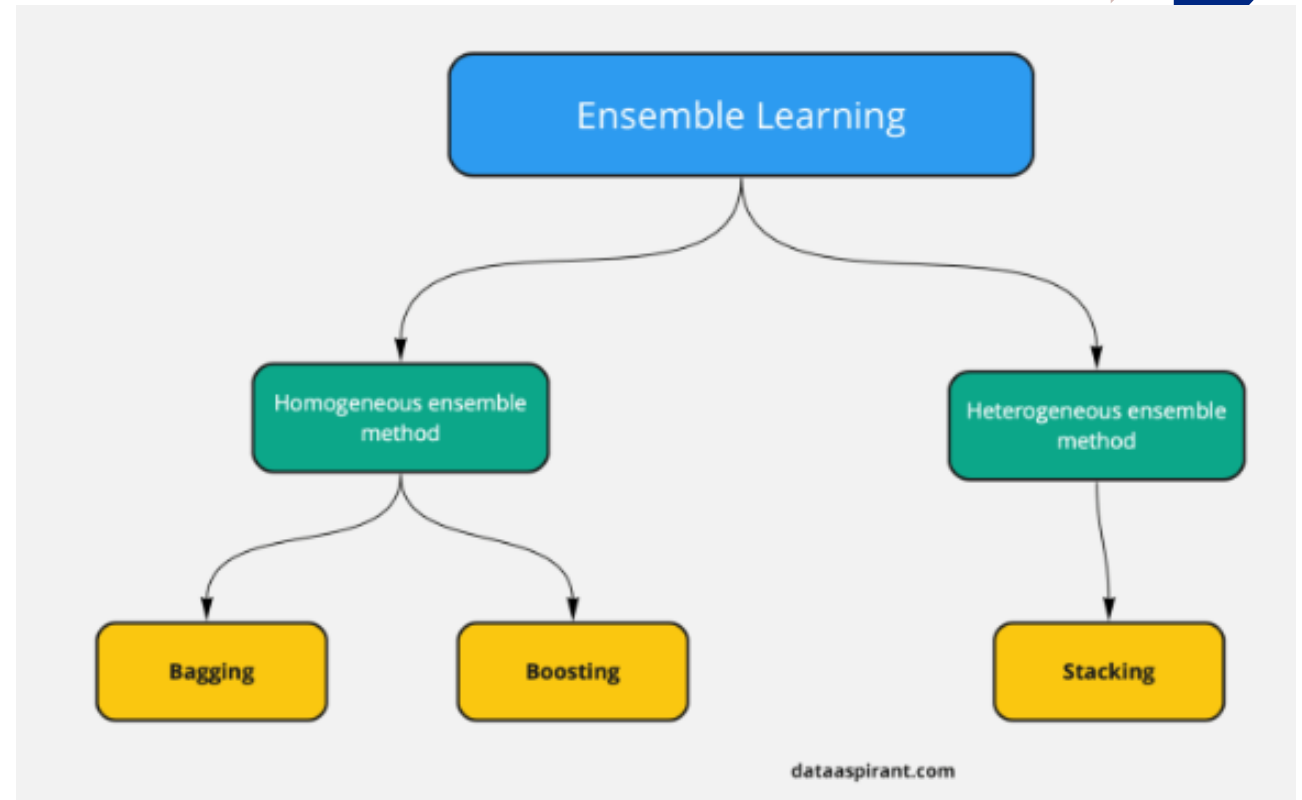 Ensemble Learning
Homogeneous ensemble
method
Heterogeneous ensemble
method
Bagging
Boosting
Stacking
dataaspirant.com